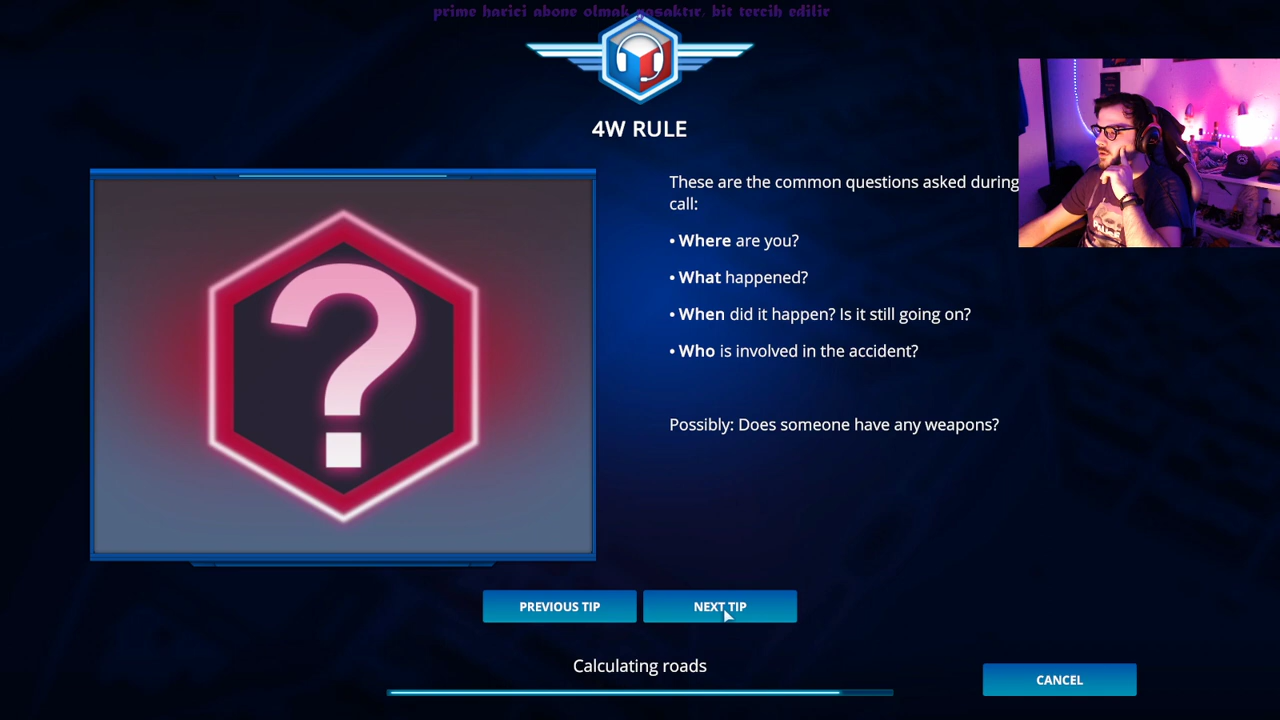 prime harici abone olmak yasaktır, bit tercih edilir
4W RULE
These are the common questions asked during
call:
• Where are you?
• What happened?
• When did it happen? Is it still going on?
• Who is involved in the accident?
Possibly: Does someone have any weapons?
PREVIOUS TIP
NEXT TIP
Calculating roads
CANCEL